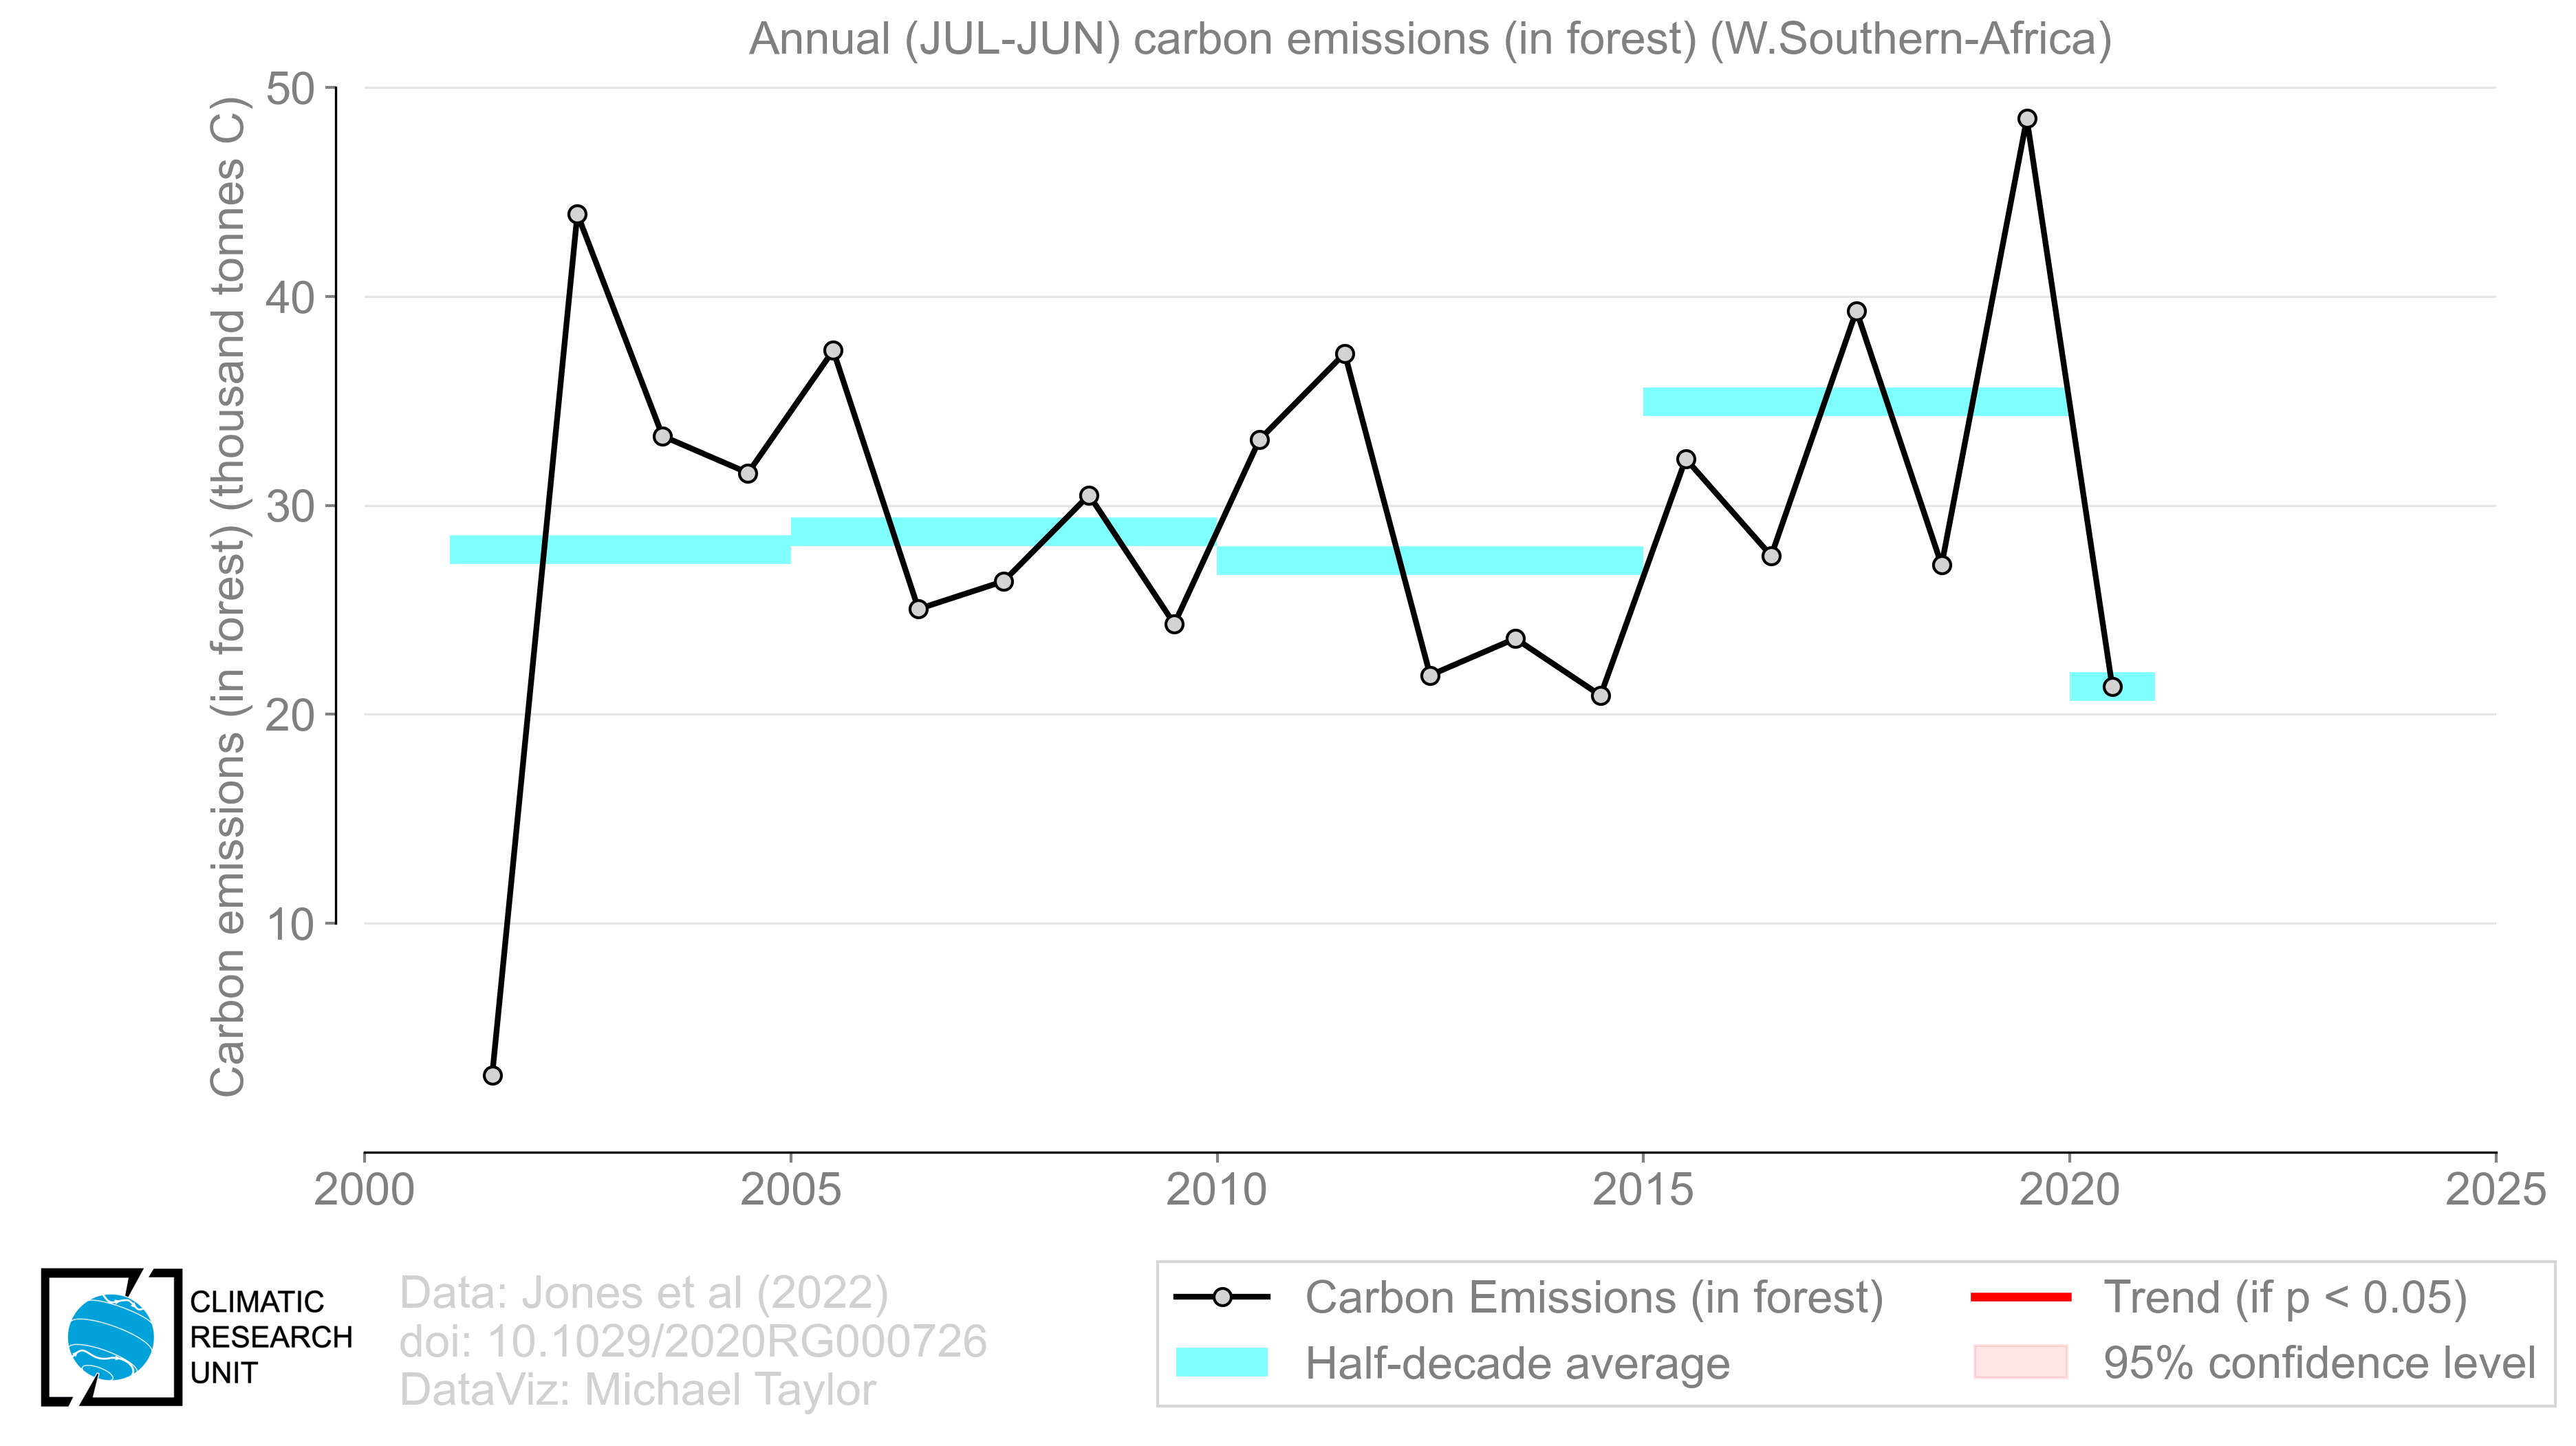 Annual (JUL-JUN) carbon emissions (in forest) (W.Southern-Africa)
Carbon emissions (in forest) (thousand tonnes C)
50
40
30
20
10
2000 2005 2010 2015 2020 2025
CLIMATIC
RESEARCH
UNIT
Data: Jones et al (2022)
doi: 10.1029/2020RG000726
DataViz: Michael Taylor
Carbon Emissions (in forest)
Half-decade average
Trend (if p < 0.05)
95% confidence level